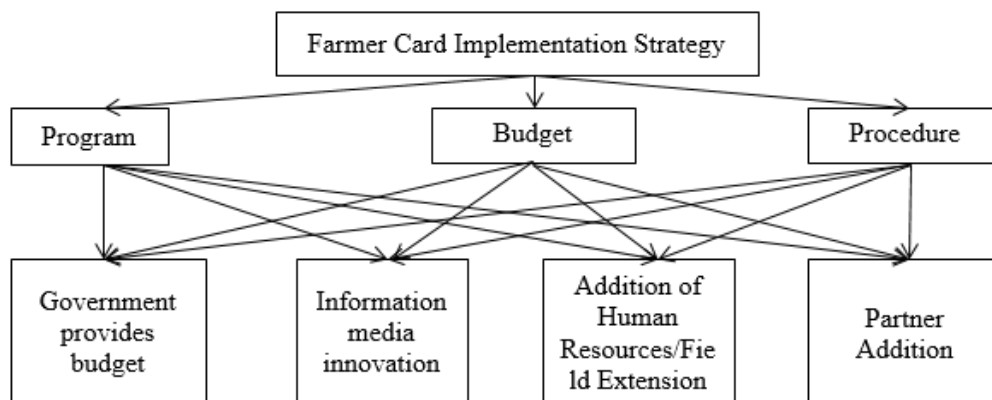 Farmer Card Implementation Strategy
Program
Budget
Procedure
Government
provides
budget
Information
media
innovation
Addition of
Human
Resources/Fie
ld Extension
Partner
Addition